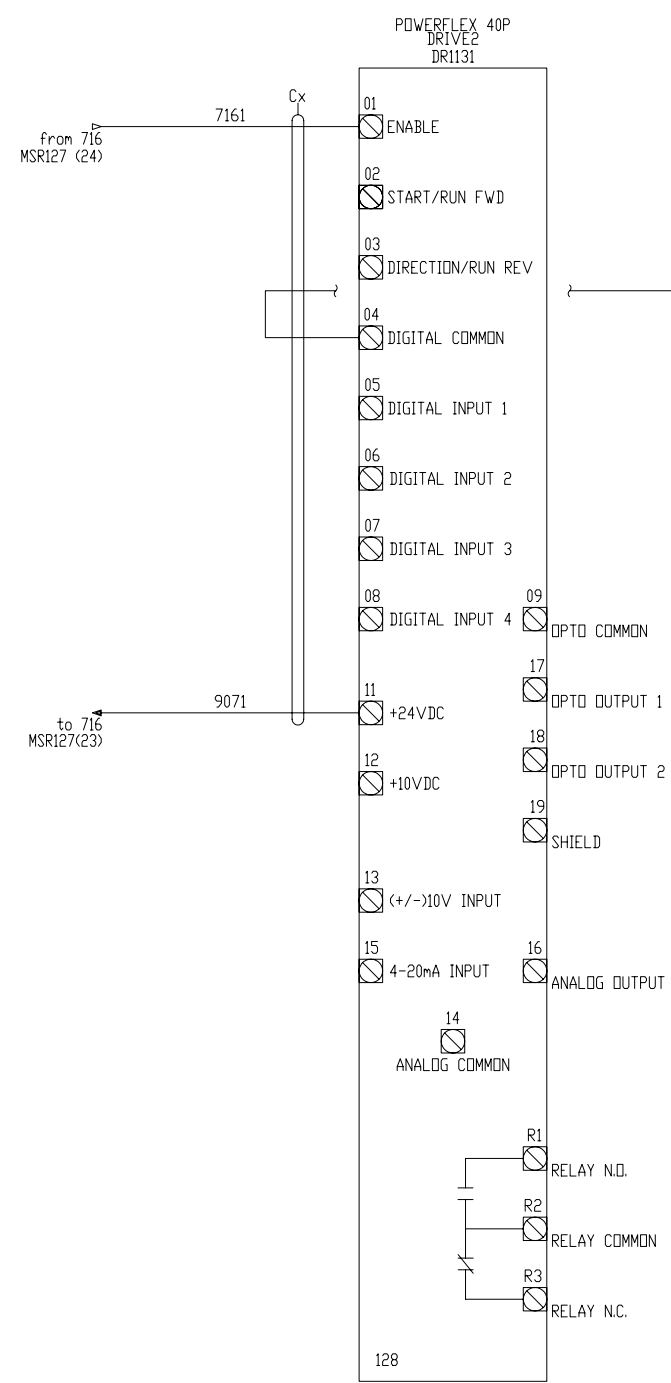 POWERFLEX 40P
DRIVE2
DR1131
Cx
7161
01
ENABLE
from 716
MSR127 (24)
02
START/RUN FWD
03
DIRECTION/RUN REV
04
DIGITAL COMMON
05
DIGITAL INPUT 1
06
DIGITAL INPUT 2
07
DIGITAL INPUT 3
08
DIGITAL INPUT 4
09
OPTO COMMON
17
OPTO OUTPUT 1
9071
11
+24VDC
to 716
MSR127(23)
18
OPTO OUTPUT 2
12
+10VDC
19
SHIELD
13
(+/-)10V INPUT
15
4-20mA INPUT
16
ANALOG OUTPUT
14
ANALOG COMMON
R1
RELAY N.O.
R2
RELAY COMMON
R3
RELAY N.C.
128